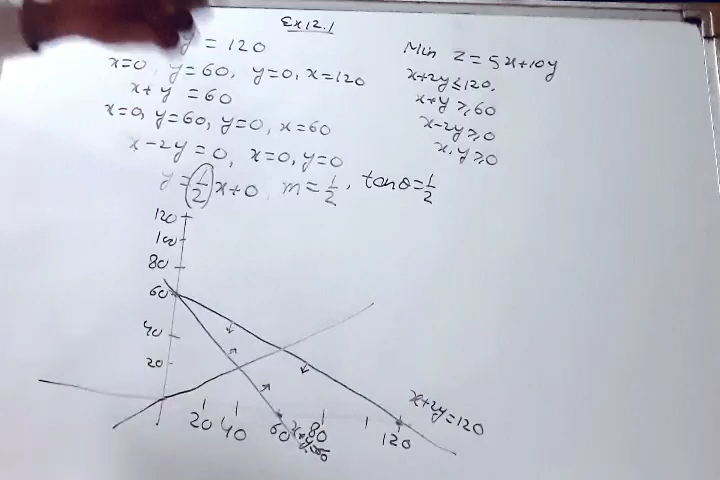 Ex 12.1
y = 120
x=0, y=60, y=0, x=120
x+y = 60
x=0, y=60, y=0, x=60
x-2y = 0, x=0, y=0
y = (1/2)x+0, m = 1/2, tanθ = 1/2
Min Z = 5x+10y
x+2y ≤ 120,
x+y ≥ 60
x-2y ≥ 0
x, y ≥ 0
120
100
80
60
40
20
20 40 60 80 120
x+y=60
x+2y=120